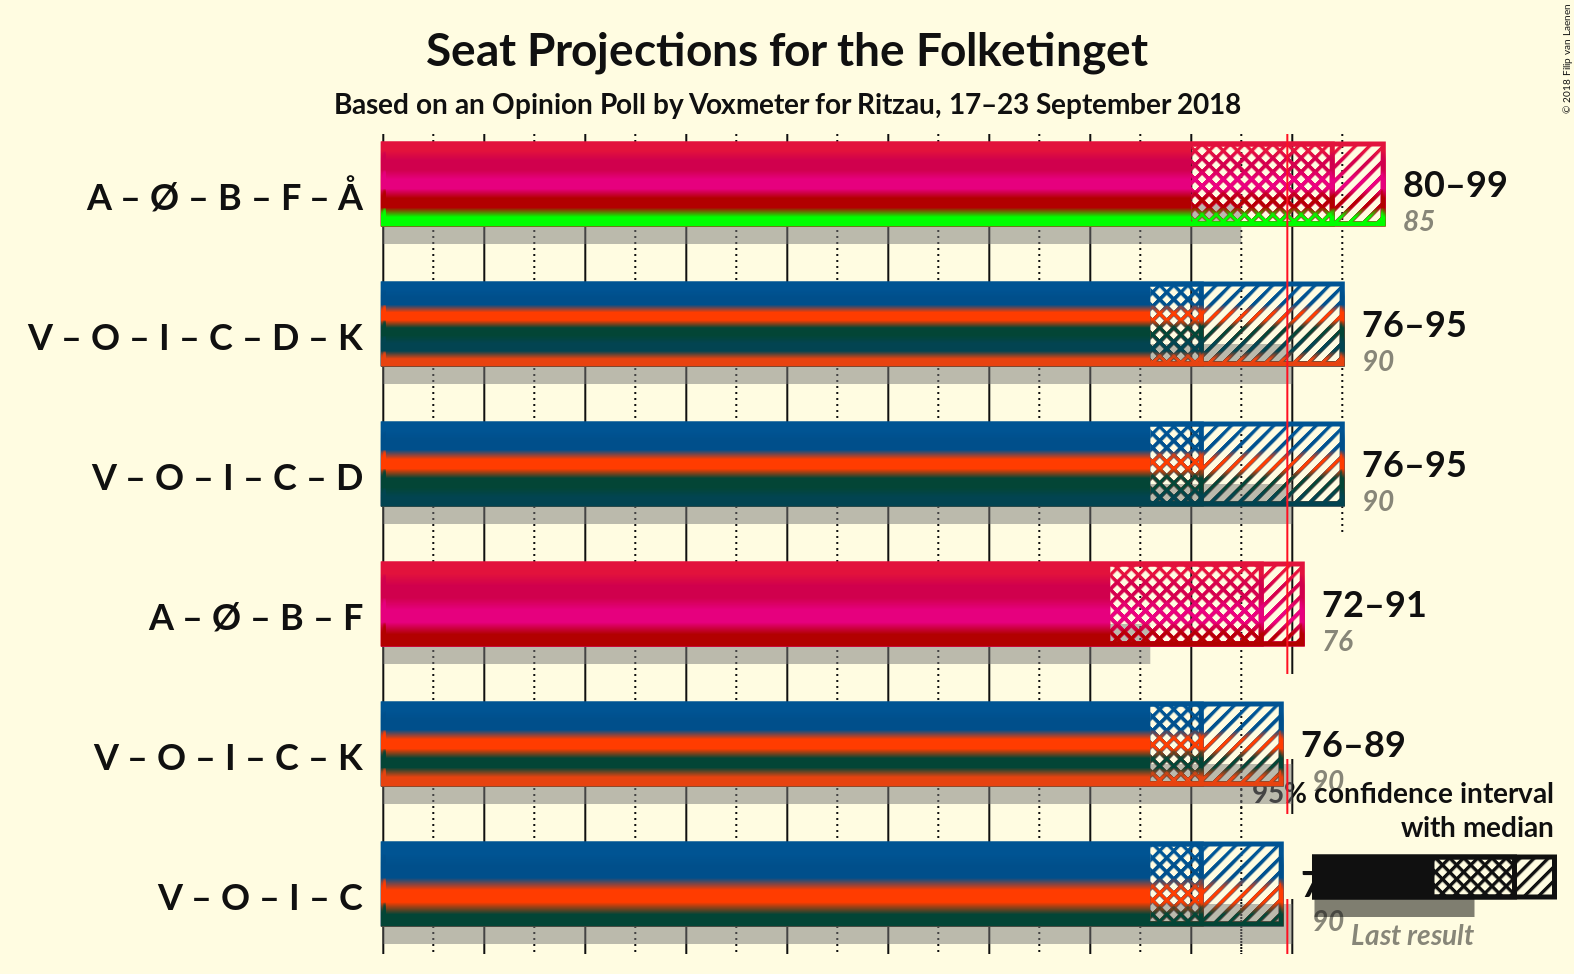 Seat Projections for the Folketinget
Based on an Opinion Poll by Voxmeter for Ritzau, 17–23 September 2018
© 2018 Filip van Laenen
A – Ø – B – F – Å
80–99
85
V – O – I – C – D – K
76–95
90
V – O – I – C – D
76–95
90
A – Ø – B – F
72–91
76
V – O – I – C – K
76–89
90
95% confidence interval
with median
V – O – I – C
90
Last result